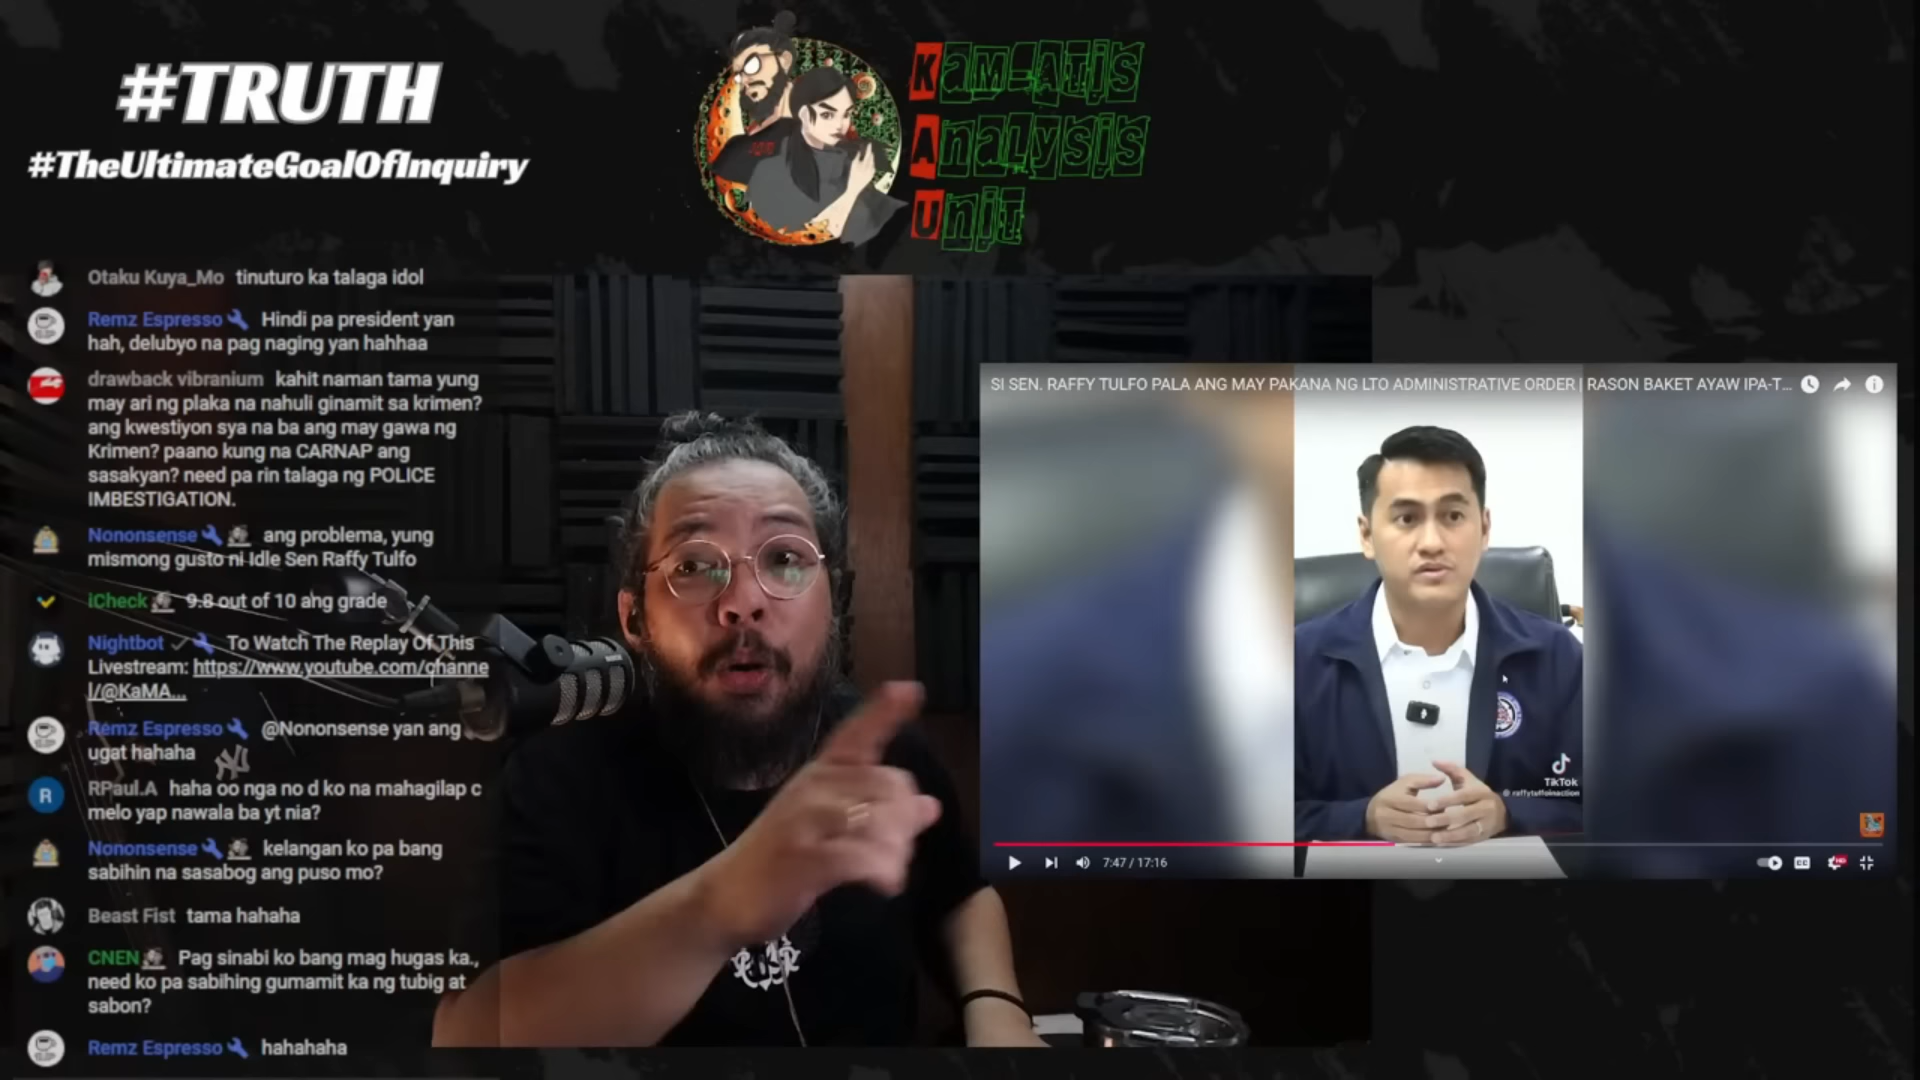 #TRUTH
#TheUltimateGoalOfInquiry
Kam-Atis
Analysis
Unit
Otaku Kuya_Mo tinuturo ka talaga idol
Remz Espresso Hindi pa president yan
hah, delubyo na pag naging yan hahhaa
drawback vibranium kahit naman tama yung
may ari ng plaka na nahuli ginamit sa krimen?
ang kwestiyon sya na ba ang may gawa ng
Krimen? paano kung na CARNAP ang
sasakyan? need pa rin talaga ng POLICE
IMBESTIGATION.
Nononsense ang problema, yung
mismong gusto ni Idle Sen Raffy Tulfo
iCheck 9.8 out of 10 ang grade
Nightbot To Watch The Replay Of This
Livestream: https://www.youtube.com/channe
l/@KaMA...
Remz Espresso @Nononsense yan ang
ugat hahaha
R
RPaul.A haha oo nga no d ko na mahagilap c
melo yap nawala ba yt nia?
Nononsense kelangan ko pa bang
sabihin na sasabog ang puso mo?
Beast Fist tama hahaha
CNEN Pag sinabi ko bang mag hugas ka.,
need ko pa sabihing gumamit ka ng tubig at
sabon?
Remz Espresso hahahaha
SI SEN. RAFFY TULFO PALA ANG MAY PAKANA NG LTO ADMINISTRATIVE ORDER | RASON BAKET AYAW IPA-T...
TikTok
@ raffytulfoinaction
7:47 / 17:16
CC
HD